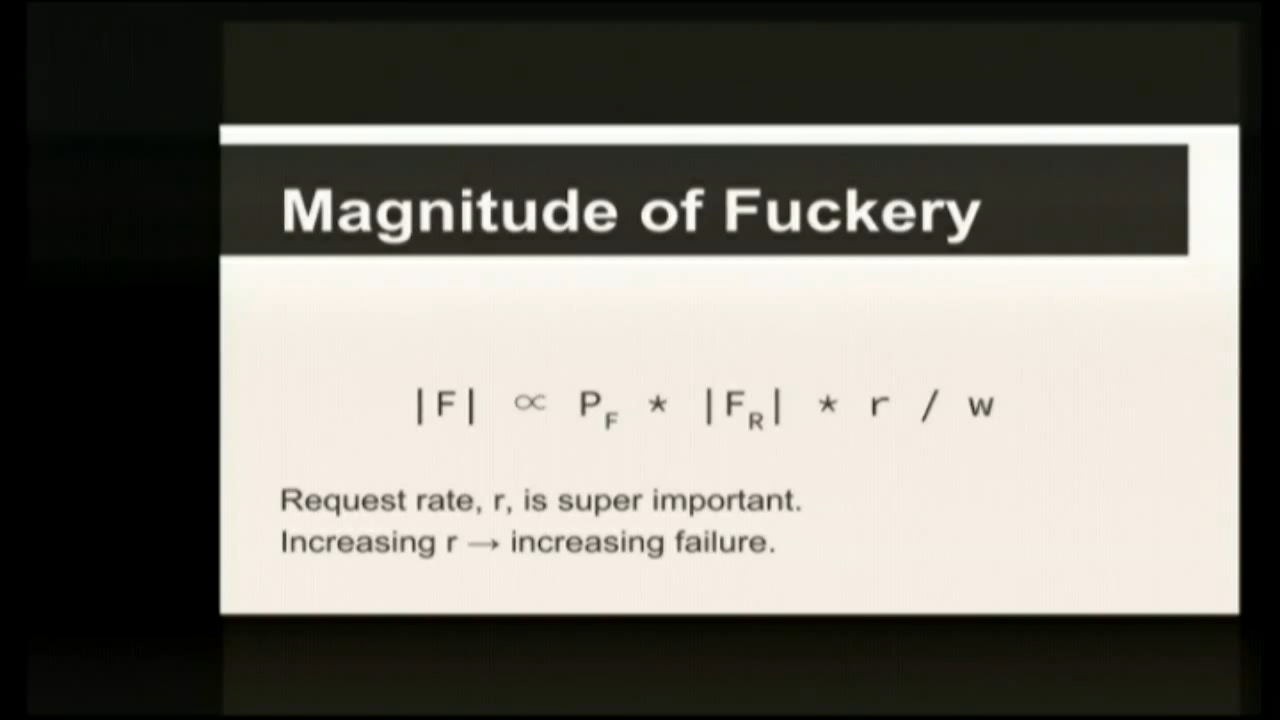 Magnitude of Fuckery
|F| ∝ P_F * |F_R| * r / w
Request rate, r, is super important.
Increasing r → increasing failure.